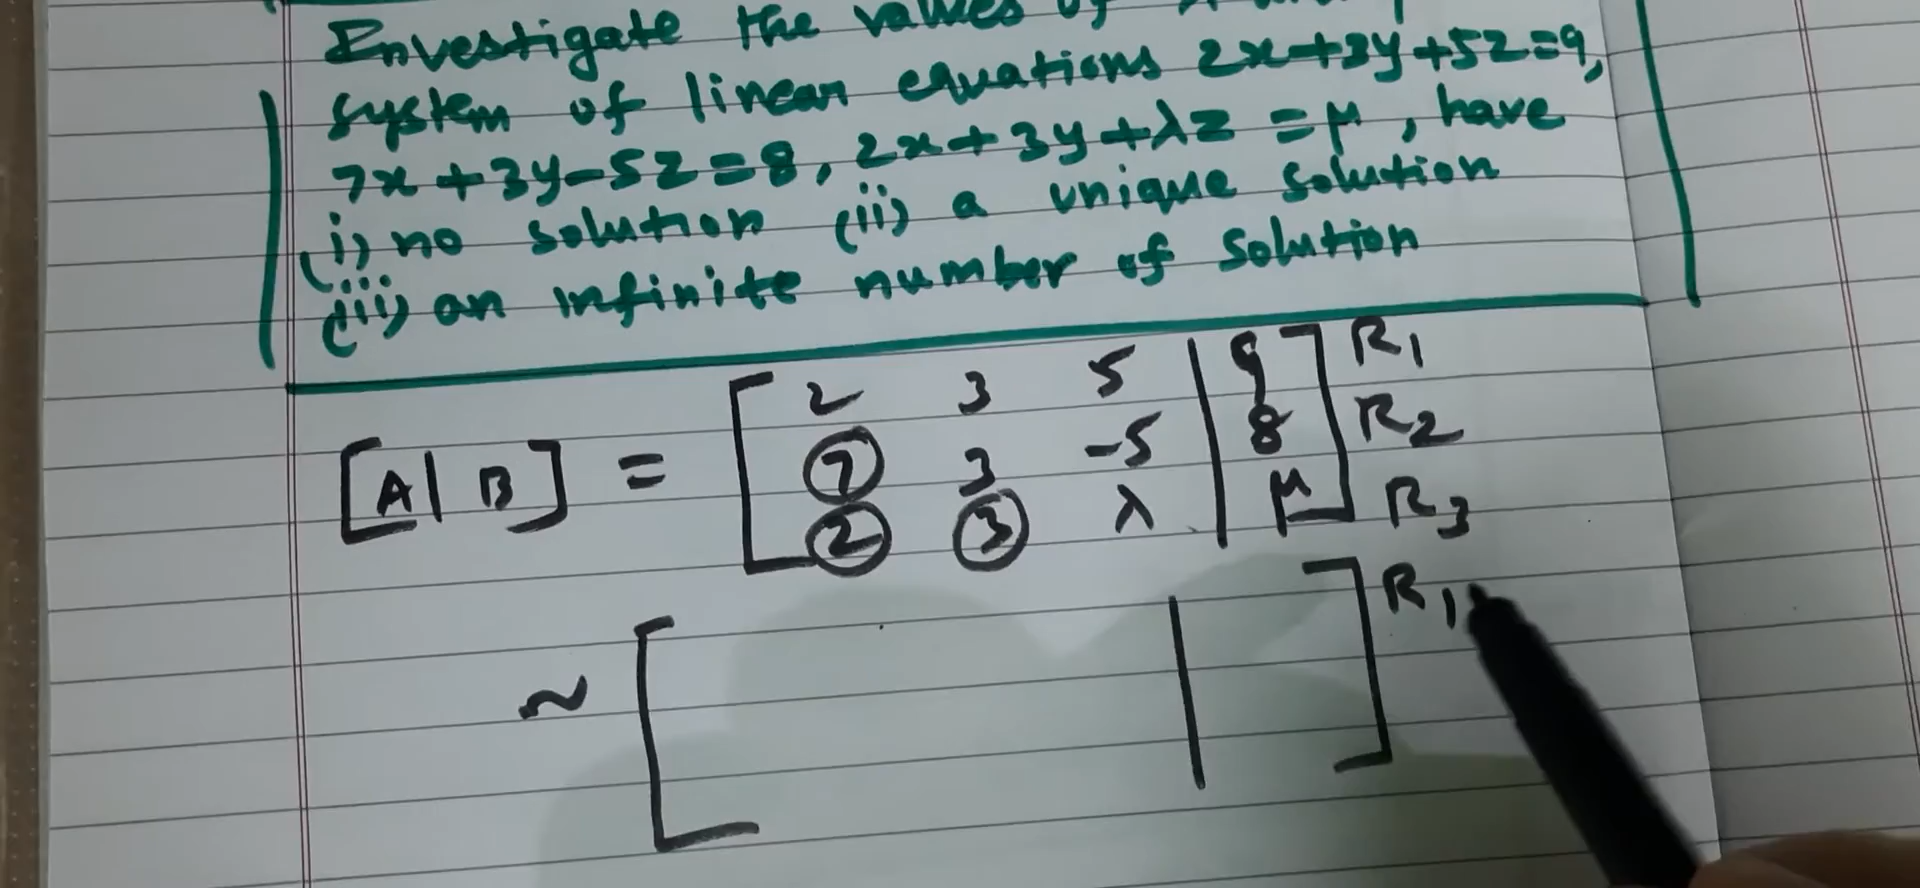 Investigate the values of λ
system of linear equations 2x+3y+5z=9,
7x+3y-5z=8, 2x+3y+λz=μ, have
(i) no solution (ii) a unique solution
(iii) an infinite number of solution
2 3 5 | 9 R1
[A|B] = 7 3 -5 | 8 R2
2 3 λ | μ R3
~ [ | ] R1